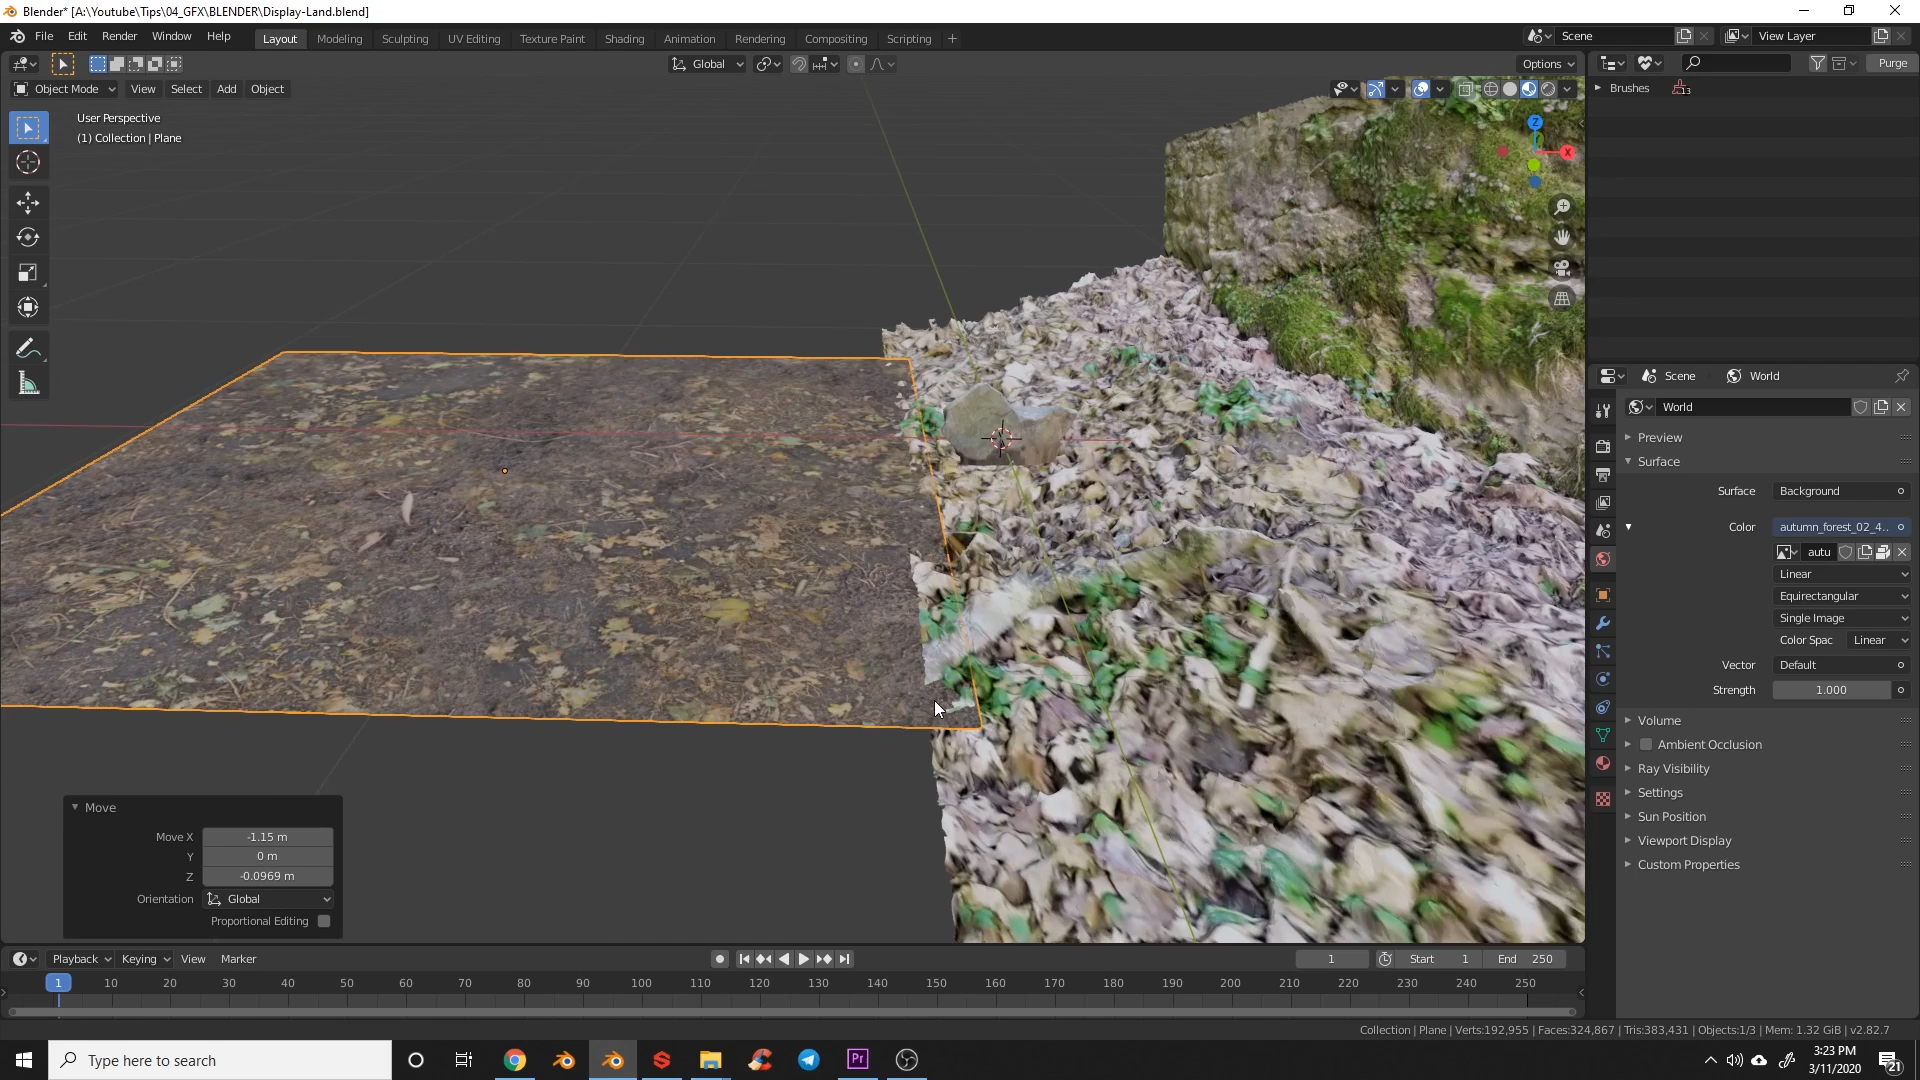 Blender* [A:\Youtube\Tips\04_GFX\BLENDER\Display-Land.blend]
File Edit Render Window Help
Layout Modeling Sculpting UV Editing Texture Paint Shading Animation Rendering Compositing Scripting +
Scene
View Layer
Global
Options
Purge
Object Mode View Select Add Object
Brushes 13
User Perspective
(1) Collection | Plane
Z
X
Scene World
World
Preview
Surface
Surface Background
Color autumn_forest_02_4..
autu
Linear
Equirectangular
Single Image
Color Spac Linear
Vector Default
Strength 1.000
Volume
Ambient Occlusion
Ray Visibility
Settings
Sun Position
Viewport Display
Custom Properties
Move
Move X -1.15 m
Y 0 m
Z -0.0969 m
Orientation Global
Proportional Editing
Playback Keying View Marker
1 Start 1 End 250
1 10 20 30 40 50 60 70 80 90 100 110 120 130 140 150 160 170 180 190 200 210 220 230 240 250
Collection | Plane | Verts:192,955 | Faces:324,867 | Tris:383,431 | Objects:1/3 | Mem: 1.32 GiB | v2.82.7
Type here to search
Pr
3:23 PM
3/11/2020
21